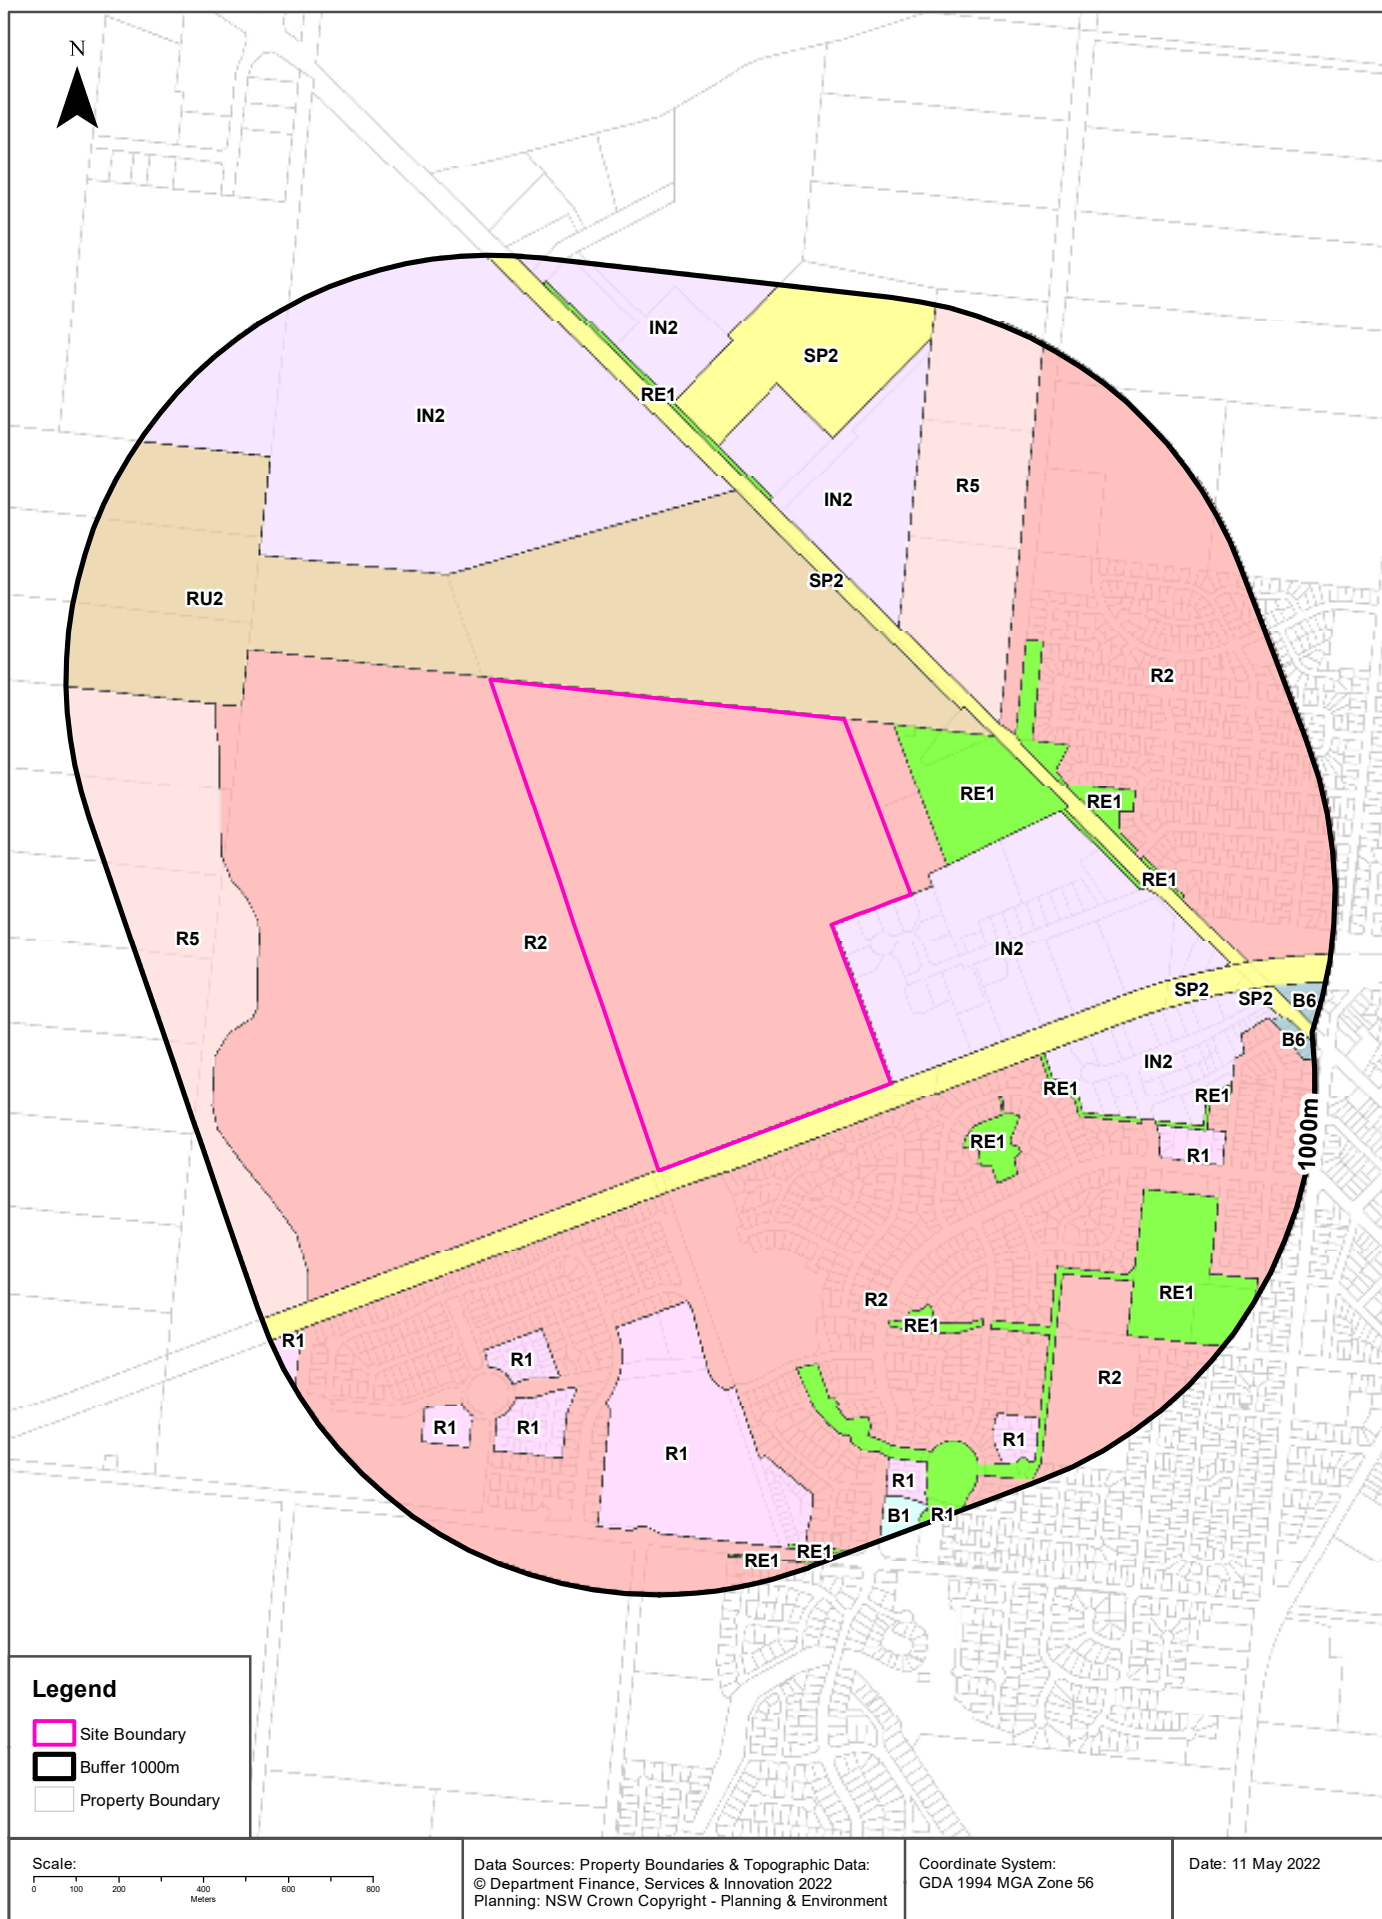 N
IN2
SP2
RE1
IN2
R5
IN2
SP2
RU2
R2
RE1
RE1
RE1
R5
R2
IN2
SP2
SP2
B6
B6
IN2
RE1
RE1
1000m
RE1
R1
RE1
R2
RE1
R1
R1
R2
R1
R1
R1
R1
R1
B1
R1
RE1
RE1
Legend
Site Boundary
Buffer 1000m
Property Boundary
Scale:
0 100 200 400 600 800
Meters
Data Sources: Property Boundaries & Topographic Data:
© Department Finance, Services & Innovation 2022
Planning: NSW Crown Copyright - Planning & Environment
Coordinate System:
GDA 1994 MGA Zone 56
Date: 11 May 2022